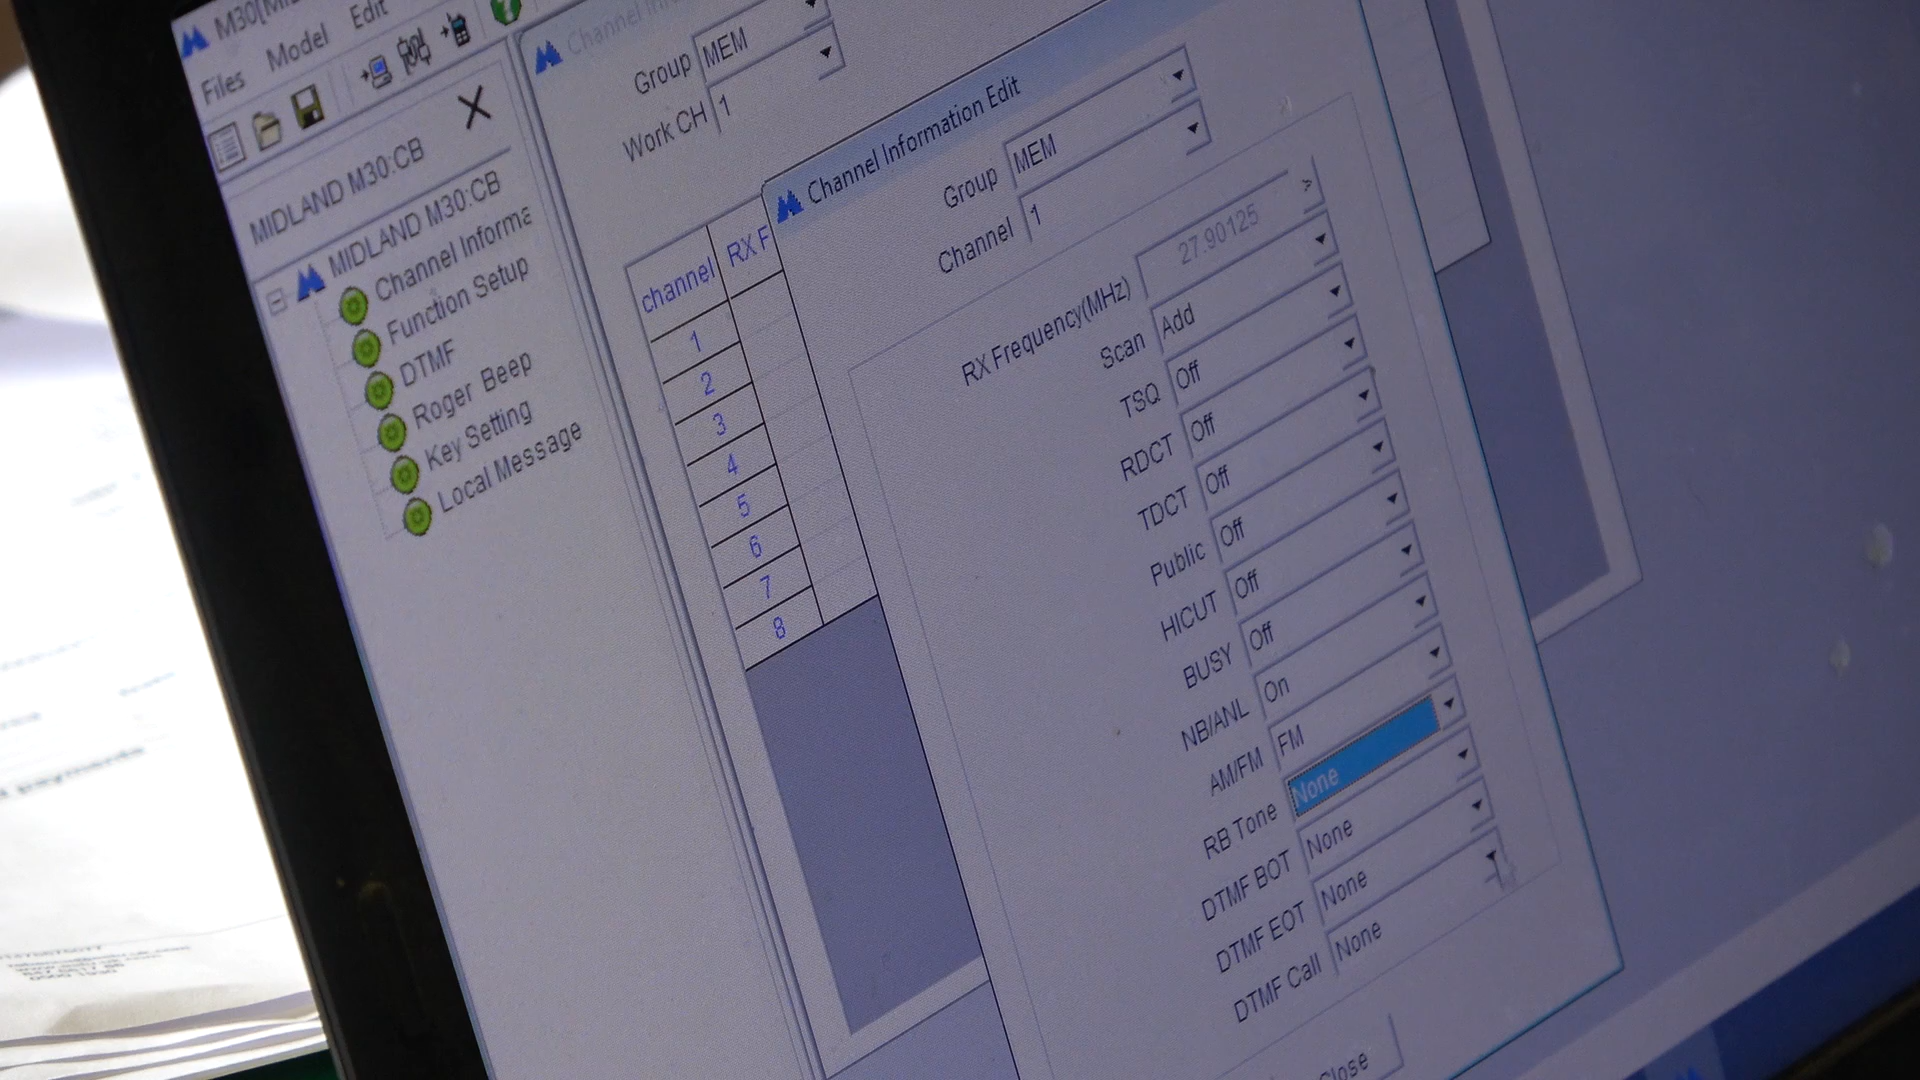 M30[
Files Model Edit
MIDLAND M30:CB
MIDLAND M30:CB
Channel Informa
Function Setup
DTMF
Roger Beep
Key Setting
Local Message
Channel
Group MEM
Work CH 1
channel RX F
1
2
3
4
5
6
7
8
Channel Information Edit
Group MEM
Channel 1
RX Frequency(MHz) 27.90125 >
Scan Add
TSQ Off
RDCT Off
TDCT Off
Public Off
HICUT Off
BUSY Off
NB/ANL On
AM/FM FM
RB Tone None
DTMF BOT None
DTMF EOT None
DTMF Call None
Close
payments